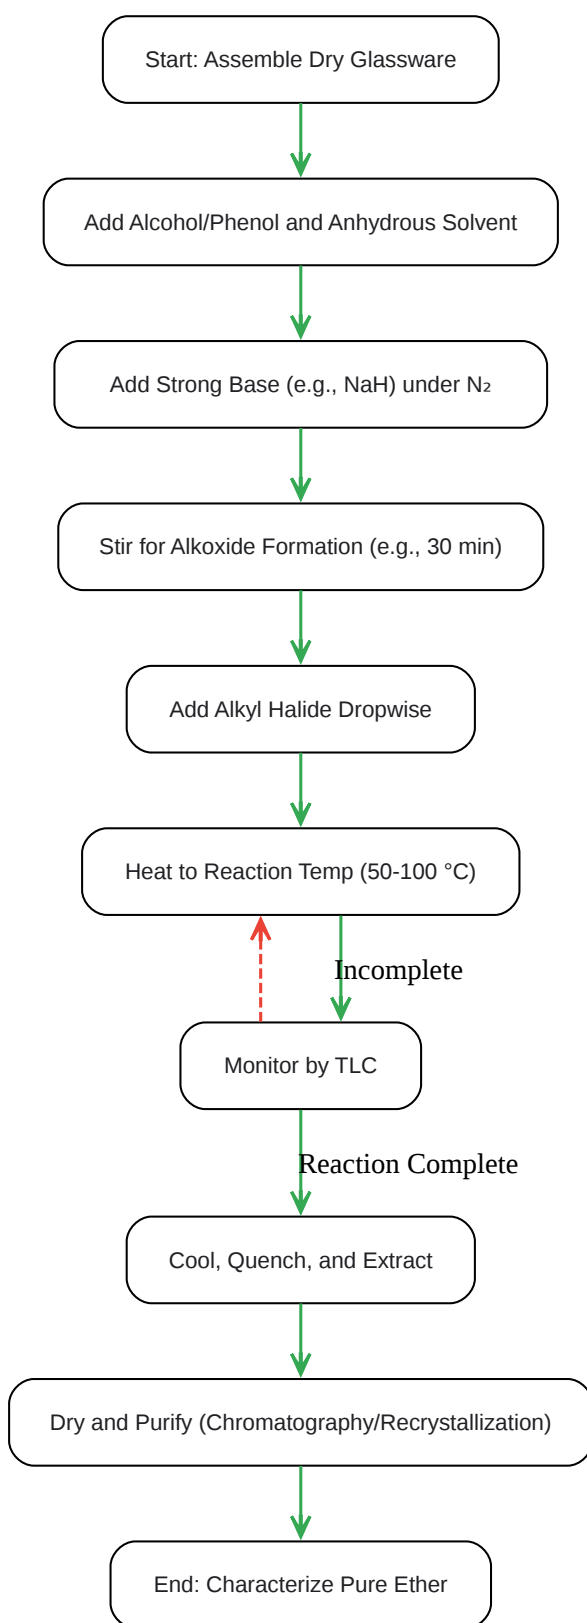 Start: Assemble Dry Glassware
Add Alcohol/Phenol and Anhydrous Solvent
Add Strong Base (e.g., NaH) under N₂
Stir for Alkoxide Formation (e.g., 30 min)
Add Alkyl Halide Dropwise
Heat to Reaction Temp (50-100 °C)
Incomplete
Monitor by TLC
Reaction Complete
Cool, Quench, and Extract
Dry and Purify (Chromatography/Recrystallization)
End: Characterize Pure Ether